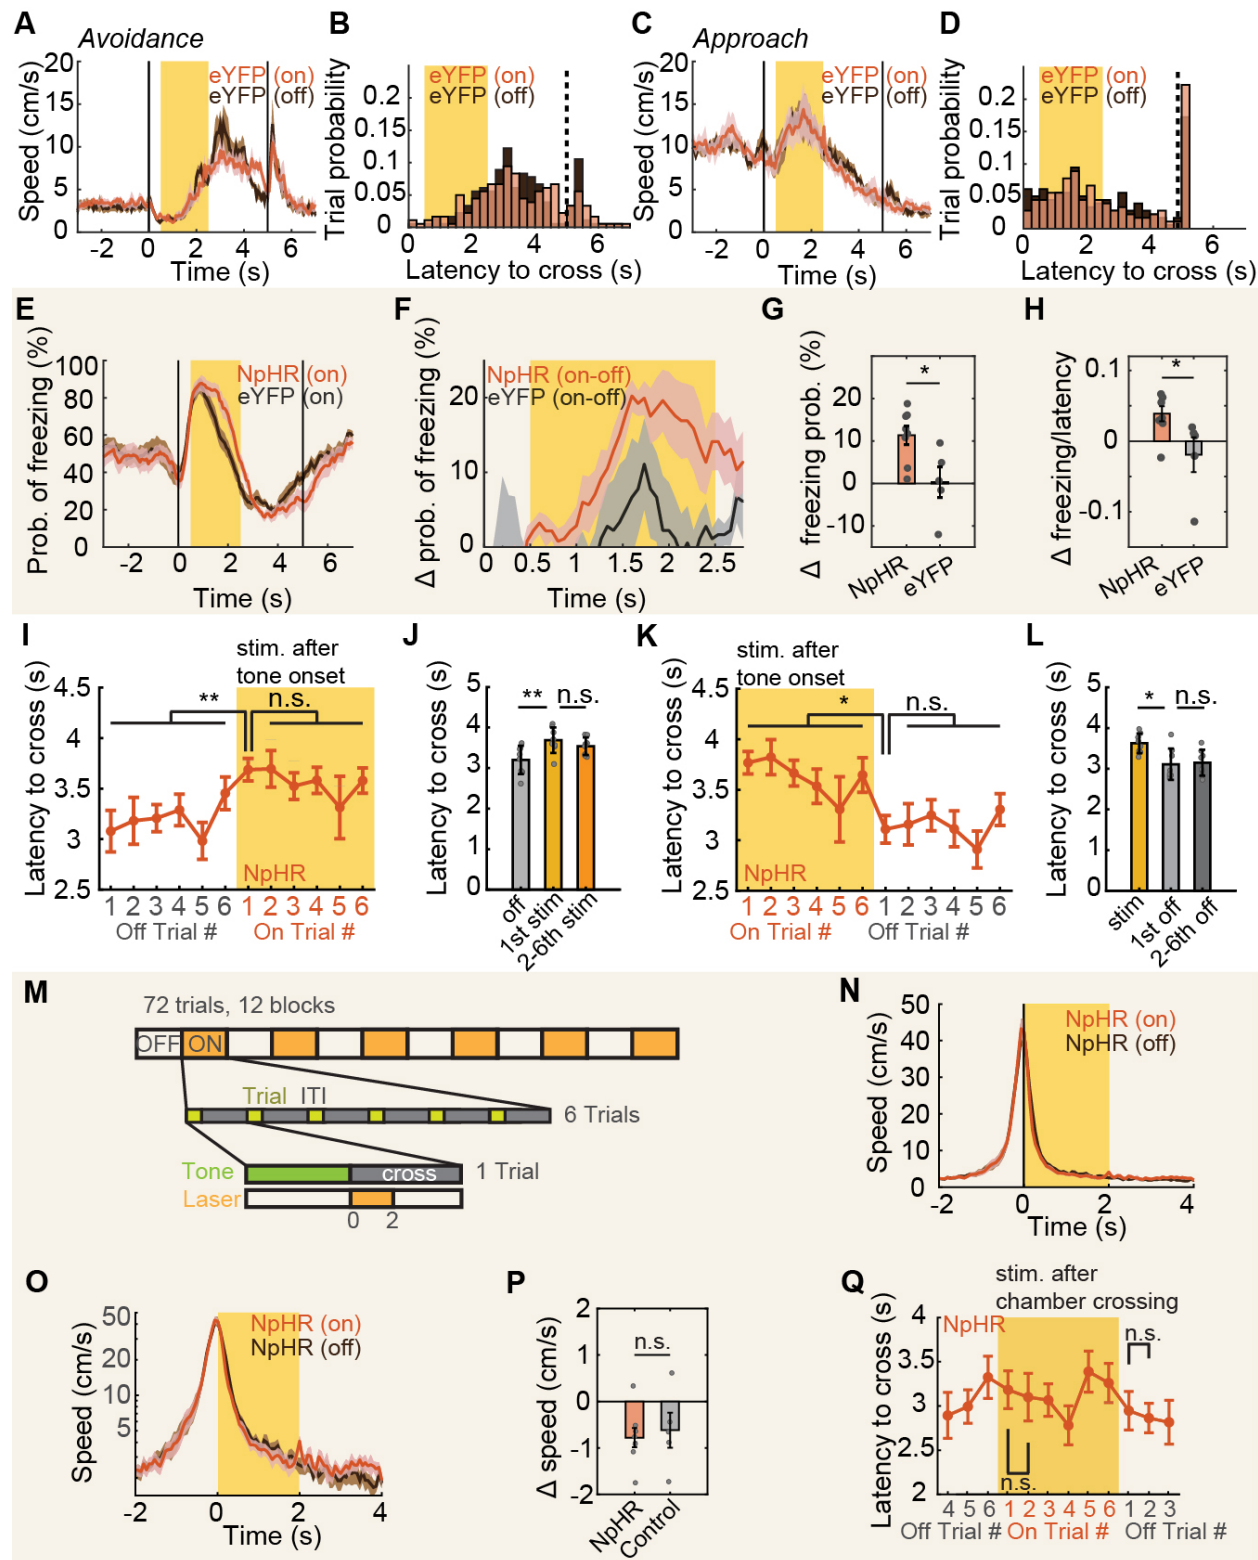 A
Avoidance
Speed (cm/s)
20
15
10
5
0
eYFP (on)
eYFP (off)
-2 0 2 4 6
Time (s)
B
Trial probability
0.2
0.15
0.1
0.05
0
eYFP (on)
eYFP (off)
0 2 4 6
Latency to cross (s)
C
Approach
Speed (cm/s)
20
15
10
5
0
eYFP (on)
eYFP (off)
-2 0 2 4 6
Time (s)
D
Trial probability
0.2
0.15
0.1
0.05
0
eYFP (on)
eYFP (off)
0 2 4 6
Latency to cross (s)
E
Prob. of freezing (%)
100
80
60
40
20
0
NpHR (on)
eYFP (on)
-2 0 2 4 6
Time (s)
F
Δ prob. of freezing (%)
20
10
0
NpHR (on-off)
eYFP (on-off)
0 0.5 1 1.5 2 2.5
Time (s)
G
Δ freezing prob. (%)
20
10
0
-10
*
NpHR
eYFP
H
Δ freezing/latency
0.1
0
-0.1
*
NpHR
eYFP
I
stim. after
tone onset
Latency to cross (s)
4.5
4
3.5
3
2.5
**
n.s.
NpHR
1 2 3 4 5 6 1 2 3 4 5 6
Off Trial # On Trial #
J
Latency to cross (s)
5
4
3
2
1
0
** n.s.
off
1st stim
2-6th stim
K
stim. after
tone onset
Latency to cross (s)
4.5
4
3.5
3
2.5
*
n.s.
NpHR
1 2 3 4 5 6 1 2 3 4 5 6
On Trial # Off Trial #
L
Latency to cross (s)
5
4
3
2
1
0
* n.s.
stim
1st off
2-6th off
M
72 trials, 12 blocks
OFF ON
Trial ITI
6 Trials
Tone cross 1 Trial
Laser
0 2
N
Speed (cm/s)
50
40
30
20
10
0
NpHR (on)
NpHR (off)
-2 0 2 4
Time (s)
O
Speed (cm/s)
50
20
10
5
NpHR (on)
NpHR (off)
-2 0 2 4
Time (s)
P
Δ speed (cm/s)
2
1
0
-1
-2
n.s.
NpHR
Control
Q
stim. after
chamber crossing
Latency to cross (s)
4
3.5
3
2.5
2
NpHR
n.s.
n.s.
4 5 6 1 2 3 4 5 6 1 2 3
Off Trial # On Trial # Off Trial #